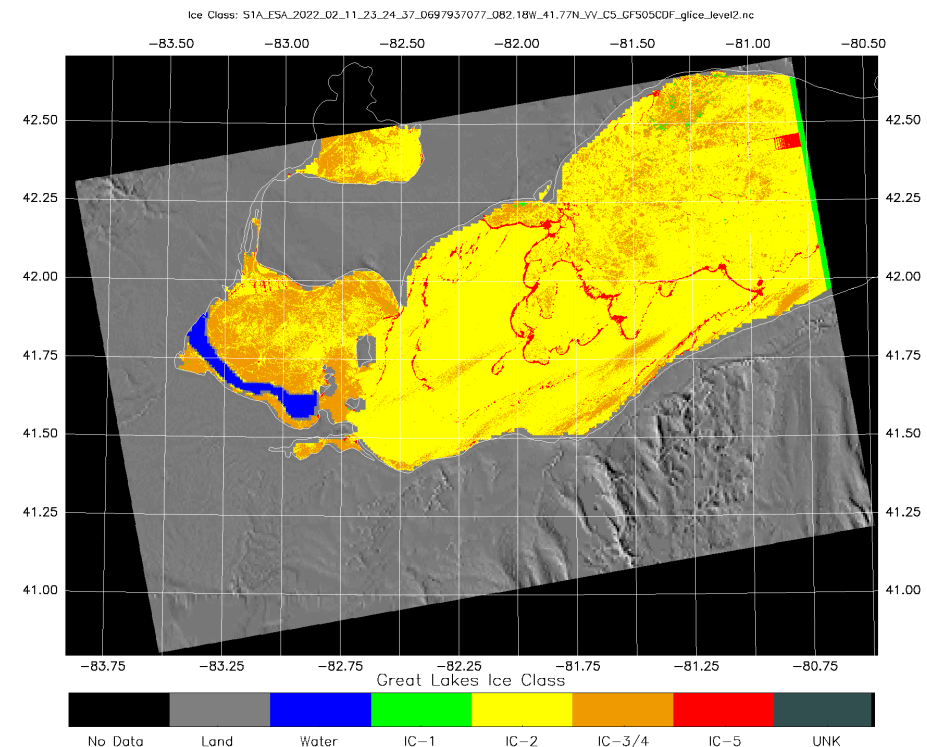 Ice Class: S1A_ESA_2022_02_11_23_24_37_0697937077_082.18W_41.77N_VV_C5_GFS05CDF_glice_level2.nc
−83.50 −83.00 −82.50 −82.00 −81.50 −81.00 −80.50
42.50 42.50
42.25 42.25
42.00 42.00
41.75 41.75
41.50 41.50
41.25 41.25
41.00 41.00
−83.75 −83.25 −82.75 −82.25 −81.75 −81.25 −80.75
Great Lakes Ice Class
No Data Land Water IC−1 IC−2 IC−3/4 IC−5 UNK